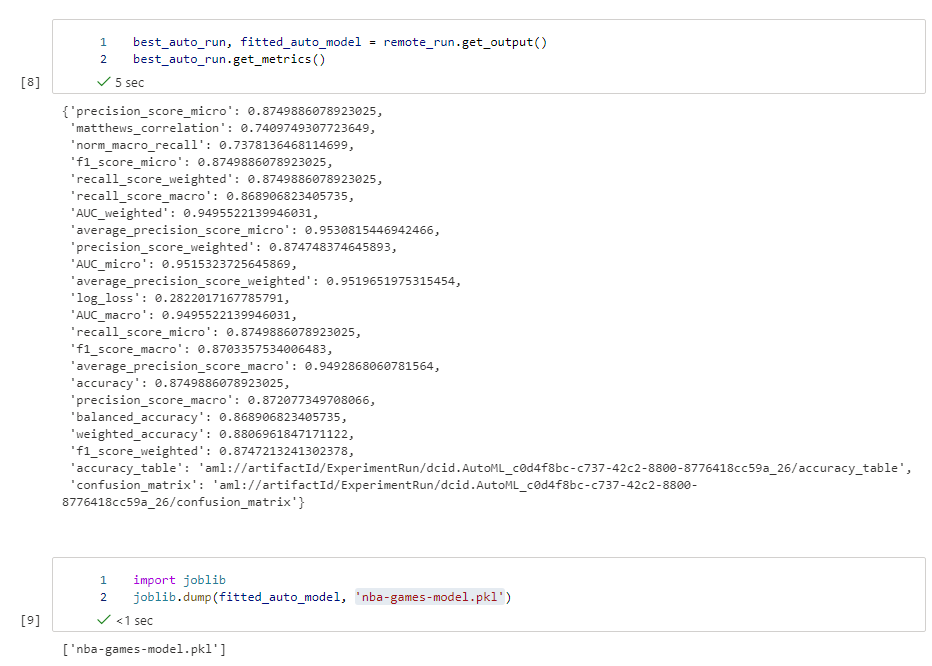 1 best_auto_run, fitted_auto_model = remote_run.get_output()
2 best_auto_run.get_metrics()
[8] ✓ 5 sec
{'precision_score_micro': 0.8749886078923025,
'matthews_correlation': 0.7409749307723649,
'norm_macro_recall': 0.7378136468114699,
'f1_score_micro': 0.8749886078923025,
'recall_score_weighted': 0.8749886078923025,
'recall_score_macro': 0.868906823405735,
'AUC_weighted': 0.9495522139946031,
'average_precision_score_micro': 0.9530815446942466,
'precision_score_weighted': 0.874748374645893,
'AUC_micro': 0.9515323725645869,
'average_precision_score_weighted': 0.9519651975315454,
'log_loss': 0.2822017167785791,
'AUC_macro': 0.9495522139946031,
'recall_score_micro': 0.8749886078923025,
'f1_score_macro': 0.8703357534006483,
'average_precision_score_macro': 0.9492868060781564,
'accuracy': 0.8749886078923025,
'precision_score_macro': 0.872077349708066,
'balanced_accuracy': 0.868906823405735,
'weighted_accuracy': 0.8806961847171122,
'f1_score_weighted': 0.8747213241302378,
'accuracy_table': 'aml://artifactId/ExperimentRun/dcid.AutoML_c0d4f8bc-c737-42c2-8800-8776418cc59a_26/accuracy_table',
'confusion_matrix': 'aml://artifactId/ExperimentRun/dcid.AutoML_c0d4f8bc-c737-42c2-8800-
8776418cc59a_26/confusion_matrix'}
1 import joblib
2 joblib.dump(fitted_auto_model, 'nba-games-model.pkl')
[9] ✓ <1 sec
['nba-games-model.pkl']